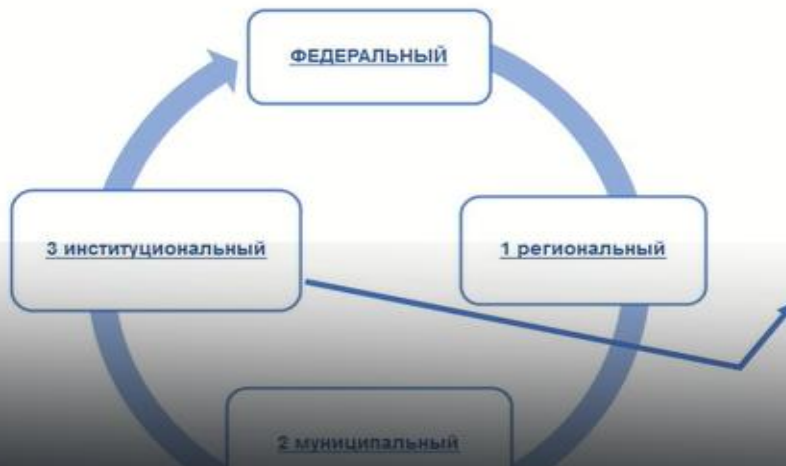 ФЕДЕРАЛЬНЫЙ
3 институциональный
1 региональный
2 муниципальный